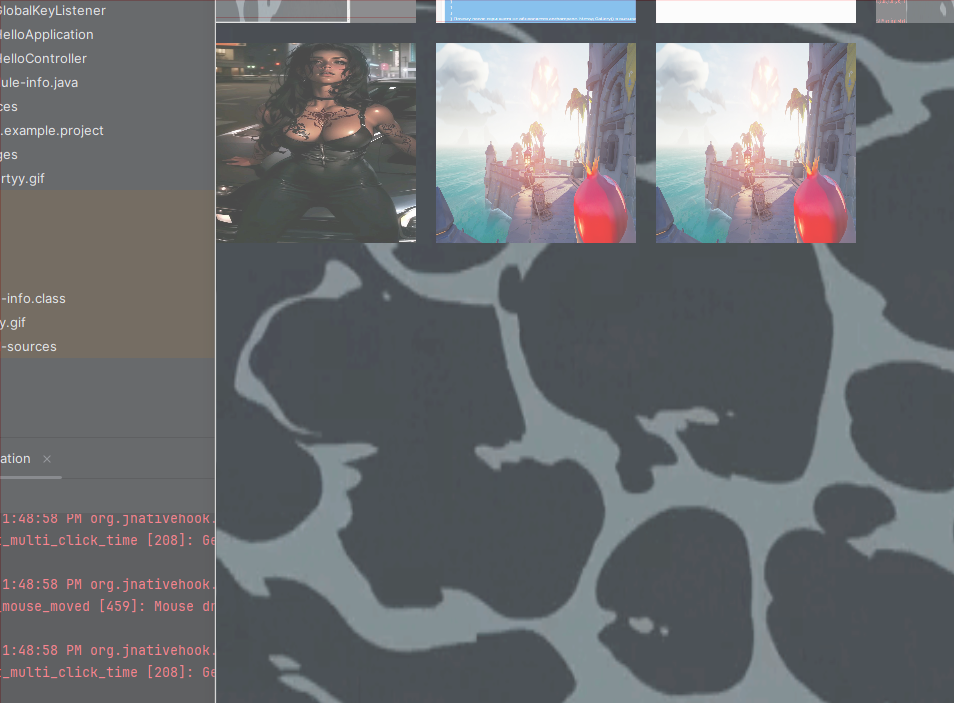 GlobalKeyListener
HelloApplication
HelloController
ule-info.java
ces
.example.project
ges
rtyy.gif
-info.class
y.gif
-sources
ation
1:48:58 PM org.jnativehook.
t_multi_click_time [208]: Ge
1:48:58 PM org.jnativehook.
mouse_moved [459]: Mouse dr
1:48:58 PM org.jnativehook.
t_multi_click_time [208]: Ge